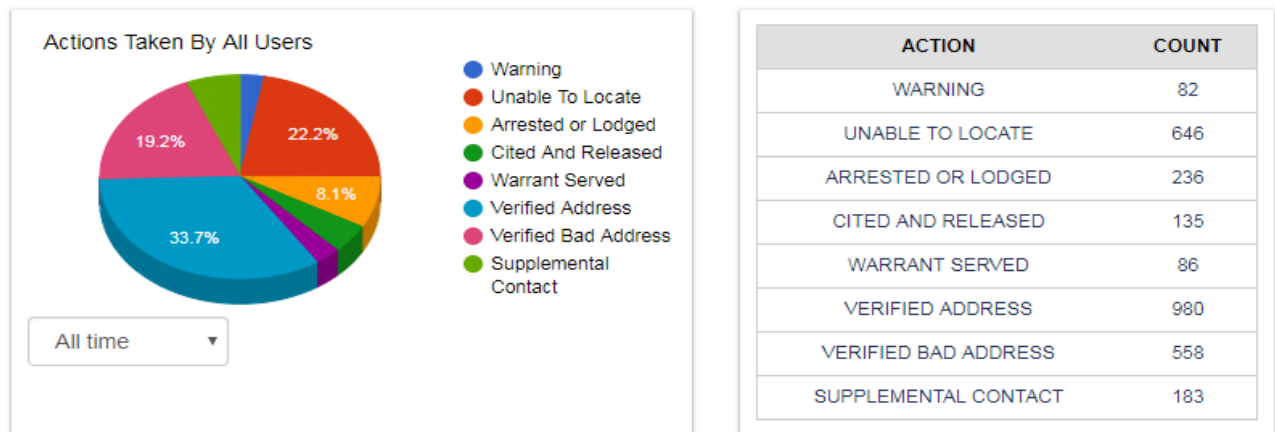 Actions Taken By All Users
22.2%
8.1%
33.7%
19.2%
Warning
Unable To Locate
Arrested or Lodged
Cited And Released
Warrant Served
Verified Address
Verified Bad Address
Supplemental
Contact
All time
ACTION COUNT
WARNING 82
UNABLE TO LOCATE 646
ARRESTED OR LODGED 236
CITED AND RELEASED 135
WARRANT SERVED 86
VERIFIED ADDRESS 980
VERIFIED BAD ADDRESS 558
SUPPLEMENTAL CONTACT 183